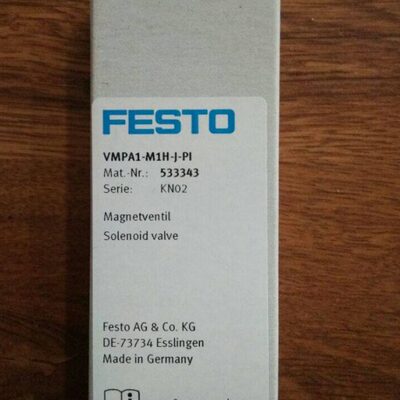 FESTO
VMPA1-M1H-J-PI
Mat.-Nr.: 533343
Serie: KN02
Magnetventil
Solenoid valve
Festo AG & Co. KG
DE-73734 Esslingen
Made in Germany